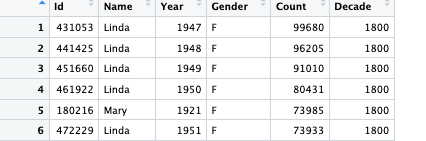 Id Name Year Gender Count Decade
1 431053 Linda 1947 F 99680 1800
2 441425 Linda 1948 F 96205 1800
3 451660 Linda 1949 F 91010 1800
4 461922 Linda 1950 F 80431 1800
5 180216 Mary 1921 F 73985 1800
6 472229 Linda 1951 F 73933 1800